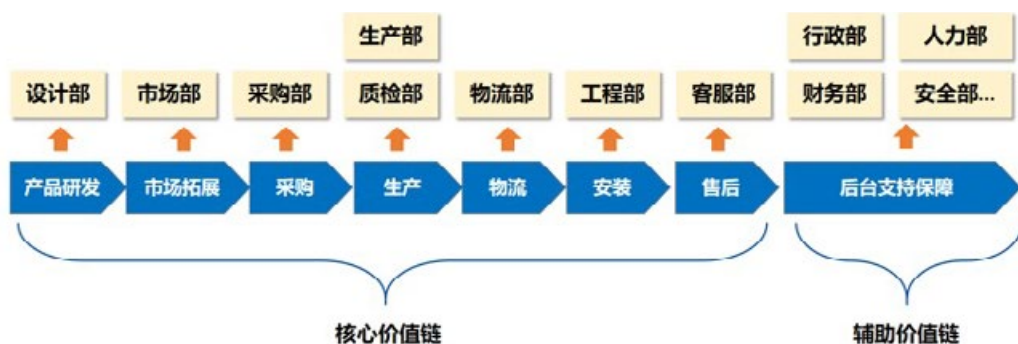 生产部 行政部 人力部
设计部 市场部 采购部 质检部 物流部 工程部 客服部 财务部 安全部...
产品研发 市场拓展 采购 生产 物流 安装 售后 后台支持保障
核心价值链 辅助价值链